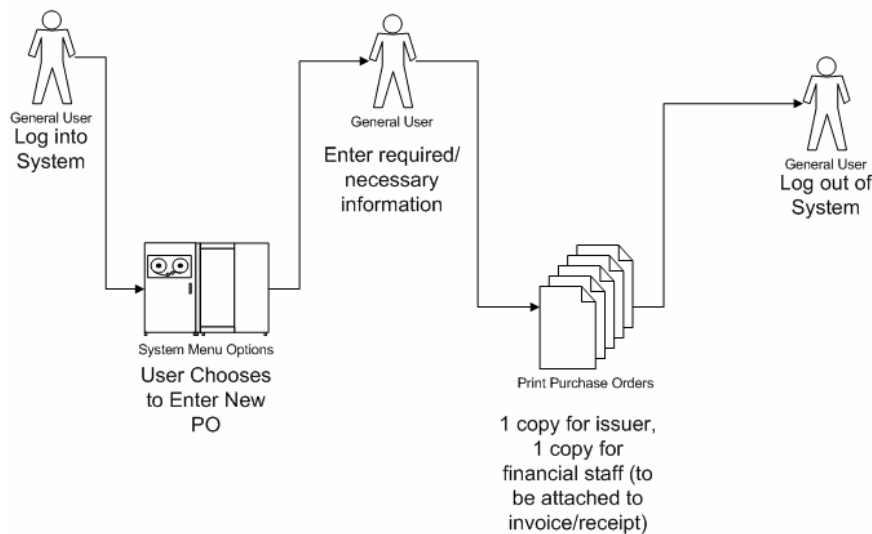 General User
Log into
System
System Menu Options
User Chooses
to Enter New
PO
General User
Enter required/
necessary
information
Print Purchase Orders
1 copy for issuer,
1 copy for
financial staff (to
be attached to
invoice/receipt)
General User
Log out of
System